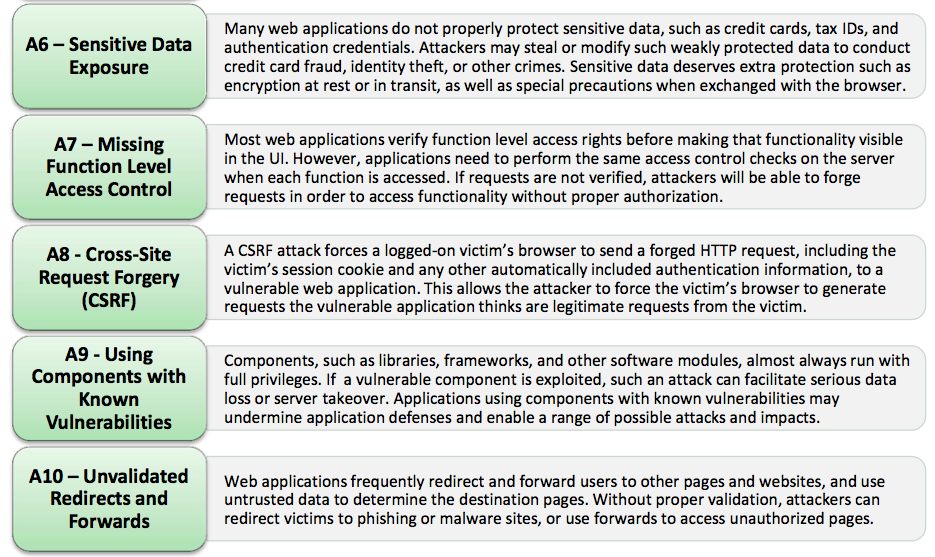 A6 – Sensitive Data
Exposure
Many web applications do not properly protect sensitive data, such as credit cards, tax IDs, and
authentication credentials. Attackers may steal or modify such weakly protected data to conduct
credit card fraud, identity theft, or other crimes. Sensitive data deserves extra protection such as
encryption at rest or in transit, as well as special precautions when exchanged with the browser.
A7 – Missing
Function Level
Access Control
Most web applications verify function level access rights before making that functionality visible
in the UI. However, applications need to perform the same access control checks on the server
when each function is accessed. If requests are not verified, attackers will be able to forge
requests in order to access functionality without proper authorization.
A8 - Cross-Site
Request Forgery
(CSRF)
A CSRF attack forces a logged-on victim’s browser to send a forged HTTP request, including the
victim’s session cookie and any other automatically included authentication information, to a
vulnerable web application. This allows the attacker to force the victim’s browser to generate
requests the vulnerable application thinks are legitimate requests from the victim.
A9 - Using
Components with
Known
Vulnerabilities
Components, such as libraries, frameworks, and other software modules, almost always run with
full privileges. If a vulnerable component is exploited, such an attack can facilitate serious data
loss or server takeover. Applications using components with known vulnerabilities may
undermine application defenses and enable a range of possible attacks and impacts.
A10 – Unvalidated
Redirects and
Forwards
Web applications frequently redirect and forward users to other pages and websites, and use
untrusted data to determine the destination pages. Without proper validation, attackers can
redirect victims to phishing or malware sites, or use forwards to access unauthorized pages.